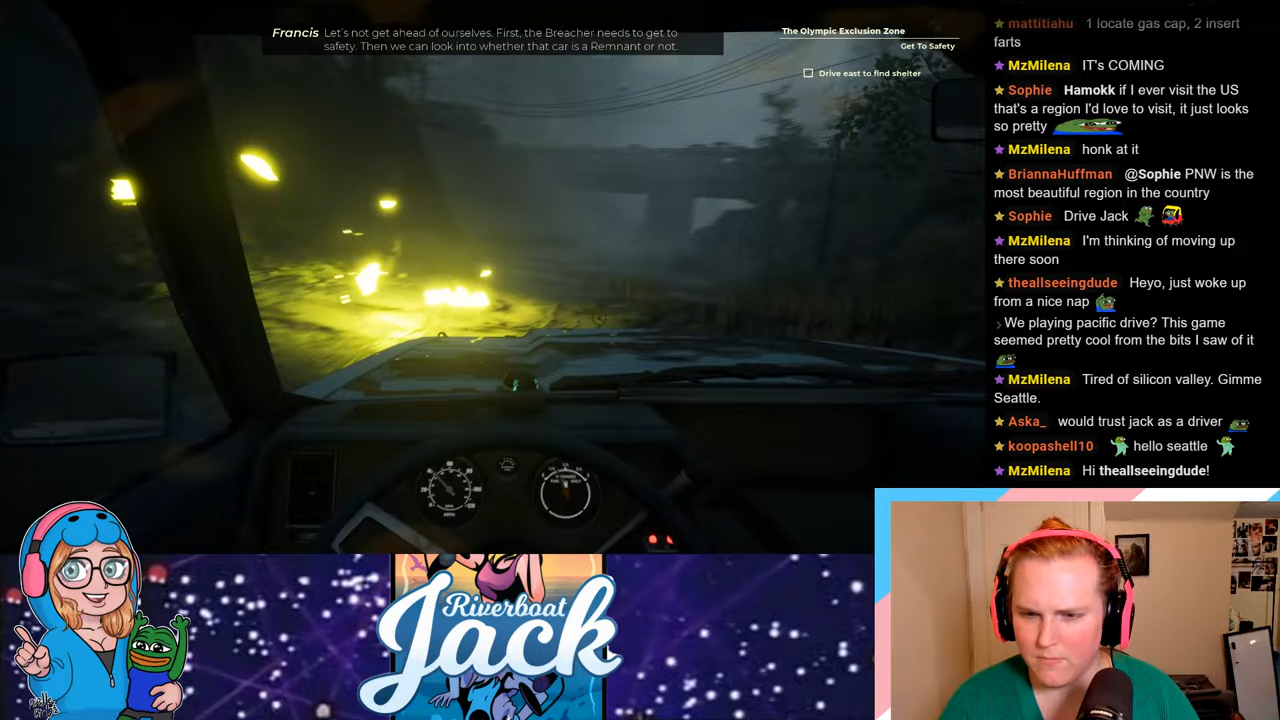 Francis Let's not get ahead of ourselves. First, the Breacher needs to get to
safety. Then we can look into whether that car is a Remnant or not.
The Olympic Exclusion Zone
Get To Safety
Drive east to find shelter
mattitiahu 1 locate gas cap, 2 insert
farts
MzMilena IT's COMING
Sophie Hamokk if I ever visit the US
that's a region I'd love to visit, it just looks
so pretty
MzMilena honk at it
BriannaHuffman @Sophie PNW is the
most beautiful region in the country
Sophie Drive Jack
MzMilena I'm thinking of moving up
there soon
theallseeingdude Heyo, just woke up
from a nice nap
We playing pacific drive? This game
seemed pretty cool from the bits I saw of it
MzMilena Tired of silicon valley. Gimme
Seattle.
Aska_ would trust jack as a driver
koopashell10 hello seattle
MzMilena Hi theallseeingdude!
Riverboat
Jack